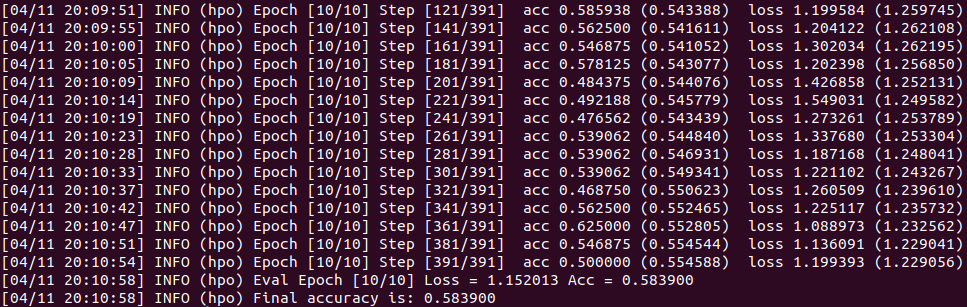 [04/11 20:09:51] INFO (hpo) Epoch [10/10] Step [121/391]  acc 0.585938 (0.543388)  loss 1.199584 (1.259745)
[04/11 20:09:55] INFO (hpo) Epoch [10/10] Step [141/391]  acc 0.562500 (0.541611)  loss 1.204122 (1.262108)
[04/11 20:10:00] INFO (hpo) Epoch [10/10] Step [161/391]  acc 0.546875 (0.541052)  loss 1.302034 (1.262195)
[04/11 20:10:05] INFO (hpo) Epoch [10/10] Step [181/391]  acc 0.578125 (0.543077)  loss 1.202398 (1.256850)
[04/11 20:10:09] INFO (hpo) Epoch [10/10] Step [201/391]  acc 0.484375 (0.544076)  loss 1.426858 (1.252131)
[04/11 20:10:14] INFO (hpo) Epoch [10/10] Step [221/391]  acc 0.492188 (0.545779)  loss 1.549031 (1.249582)
[04/11 20:10:19] INFO (hpo) Epoch [10/10] Step [241/391]  acc 0.476562 (0.543439)  loss 1.273261 (1.253789)
[04/11 20:10:23] INFO (hpo) Epoch [10/10] Step [261/391]  acc 0.539062 (0.544840)  loss 1.337680 (1.253304)
[04/11 20:10:28] INFO (hpo) Epoch [10/10] Step [281/391]  acc 0.539062 (0.546931)  loss 1.187168 (1.248041)
[04/11 20:10:33] INFO (hpo) Epoch [10/10] Step [301/391]  acc 0.539062 (0.549341)  loss 1.221102 (1.243267)
[04/11 20:10:37] INFO (hpo) Epoch [10/10] Step [321/391]  acc 0.468750 (0.550623)  loss 1.260509 (1.239610)
[04/11 20:10:42] INFO (hpo) Epoch [10/10] Step [341/391]  acc 0.562500 (0.552465)  loss 1.225117 (1.235732)
[04/11 20:10:47] INFO (hpo) Epoch [10/10] Step [361/391]  acc 0.625000 (0.552805)  loss 1.088973 (1.232562)
[04/11 20:10:51] INFO (hpo) Epoch [10/10] Step [381/391]  acc 0.546875 (0.554544)  loss 1.136091 (1.229041)
[04/11 20:10:54] INFO (hpo) Epoch [10/10] Step [391/391]  acc 0.500000 (0.554588)  loss 1.199393 (1.229056)
[04/11 20:10:58] INFO (hpo) Eval Epoch [10/10] Loss = 1.152013 Acc = 0.583900
[04/11 20:10:58] INFO (hpo) Final accuracy is: 0.583900